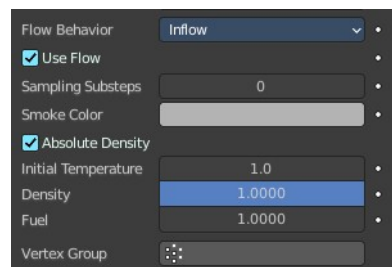 Flow Behavior Inflow
Use Flow
Sampling Substeps 0
Smoke Color
Absolute Density
Initial Temperature 1.0
Density 1.0000
Fuel 1.0000
Vertex Group